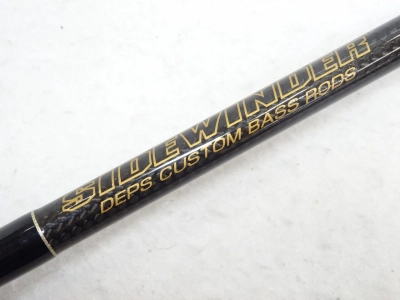 SIDEWINDER
DEPS CUSTOM BASS RODS